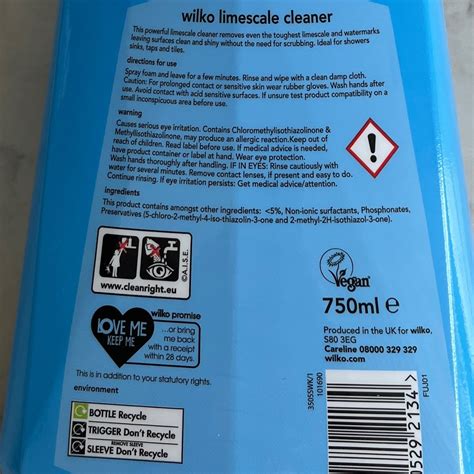 wilko limescale cleaner
This powerful limescale cleaner removes even the toughest limescale and watermarks
leaving surfaces clean and shiny without the need for scrubbing. Ideal for showers
sinks, taps and tiles.
directions for use
Spray foam and leave for a few minutes. Rinse and wipe with a clean damp cloth.
Caution: For prolonged contact or sensitive skin wear rubber gloves. Wash hands after
use. Avoid contact with acid sensitive surfaces. If unsure test product compatibility on a
small inconspicuous area before use.
warning
Causes serious eye irritation. Contains Chloromethylisothiazolinone &
Methylisothiazolinone, may produce an allergic reaction.Keep out of
reach of children. Read label before use. If medical advice is needed,
have product container or label at hand. Wear eye protection.
Wash hands thoroughly after handling. IF IN EYES: Rinse cautiously with
water for several minutes. Remove contact lenses, if present and easy to do.
Continue rinsing. If eye irritation persists: Get medical advice/attention.
ingredients
This product contains amongst other ingredients: <5%, Non-ionic surfactants, Phosphonates,
Preservatives (5-chloro-2-methyl-4-iso-thiazolin-3-one and 2-methyl-2H-isothiazol-3-one).
www.cleanright.eu
©A.I.S.E.
Vegan
750ml e
Produced in the UK for wilko,
S80 3EG
Careline 08000 329 329
wilko.com
LOVE ME
KEEP ME
wilko promise
...or bring
me back
with a receipt
within 28 days.
This is in addition to your statutory rights.
environment
BOTTLE Recycle
TRIGGER Don't Recycle
REMOVE SLEEVE
SLEEVE Don't Recycle
3505SWK/1
101690
0529 2134
FUJ01